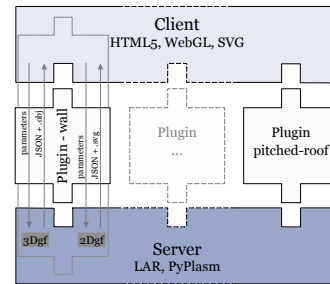 Client
HTML5, WebGL, SVG
parameters
JSON + .obj
Plugin - wall
parameters
JSON + .svg
Plugin
...
Plugin
pitched-roof
3Dgf
2Dgf
Server
LAR, PyPlasm